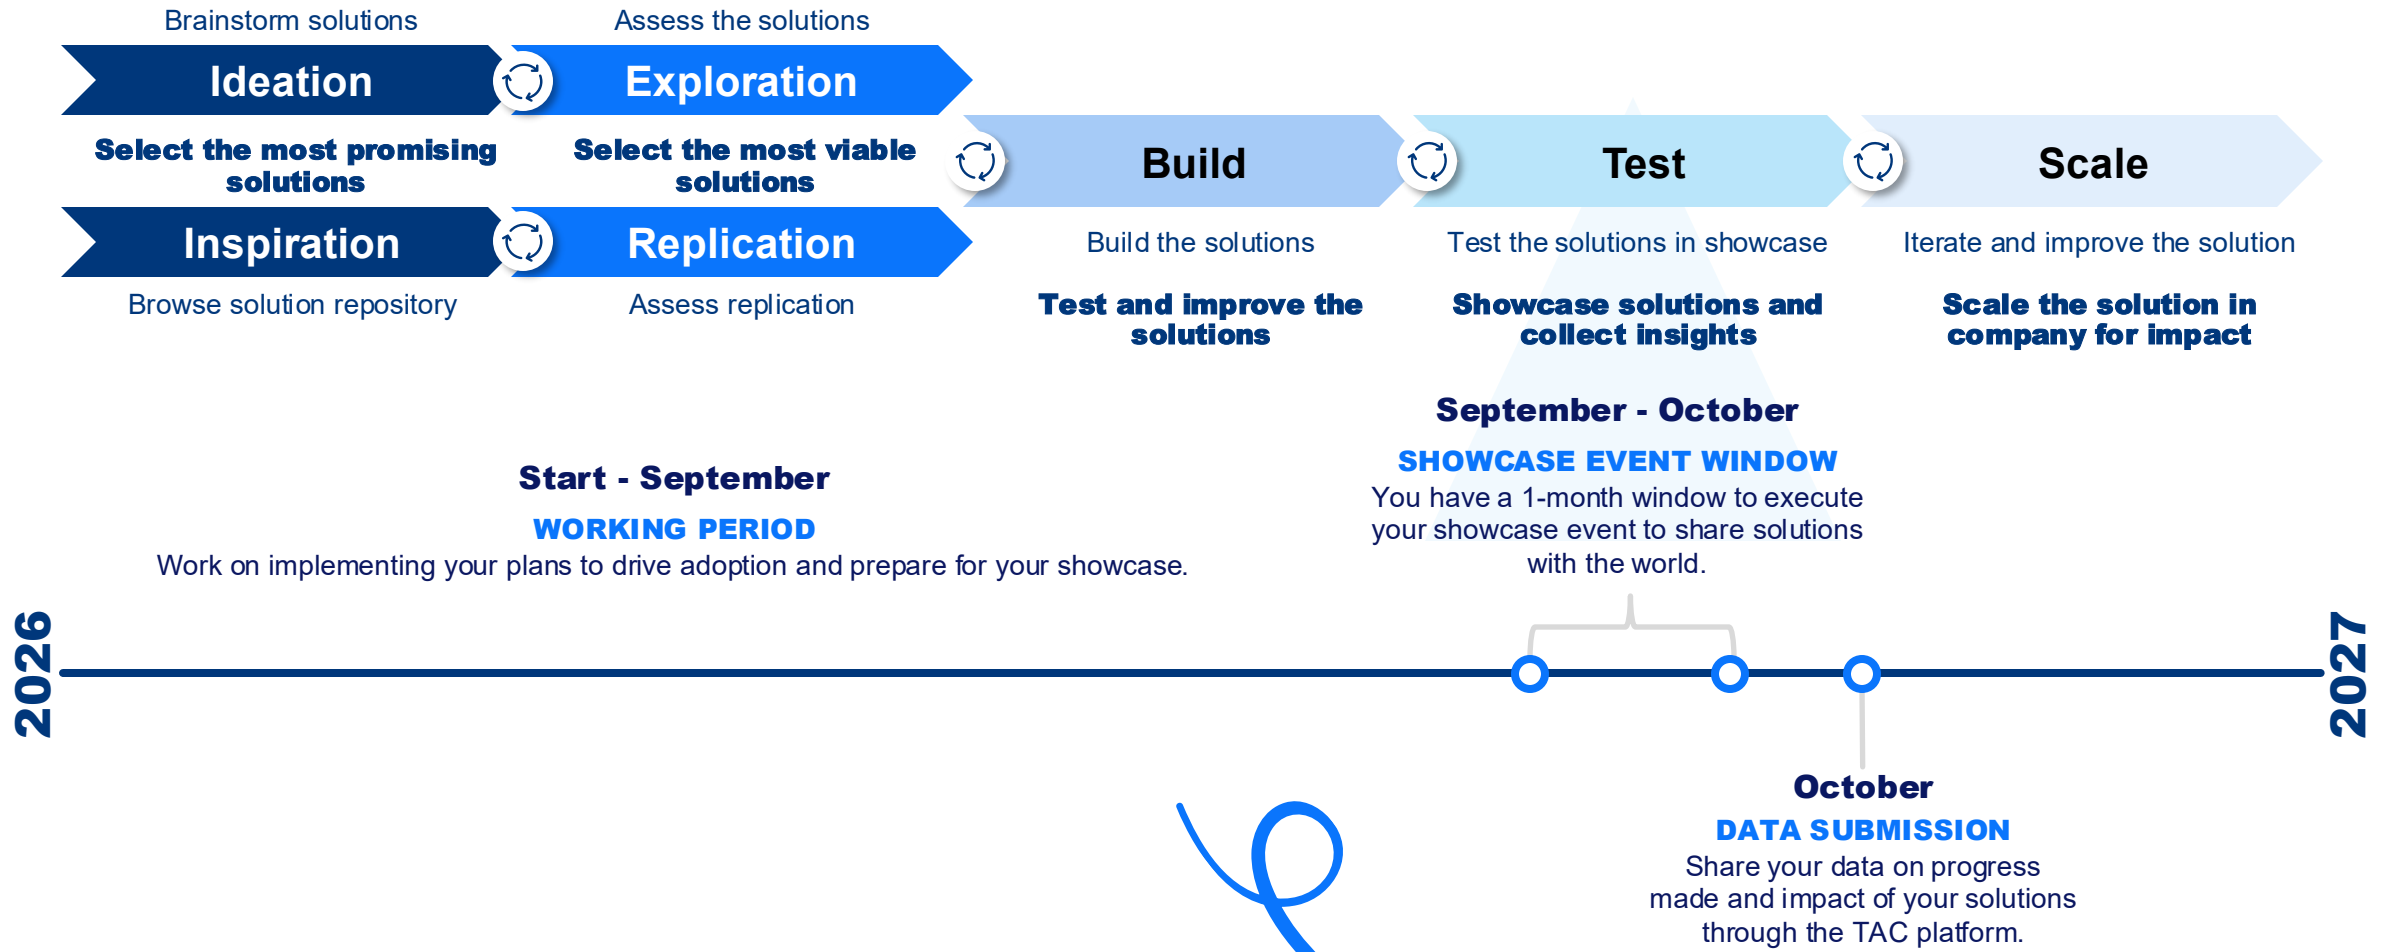 Brainstorm solutions
Assess the solutions
Ideation
Exploration
Select the most promising
solutions
Select the most viable
solutions
Inspiration
Replication
Browse solution repository
Assess replication
Build
Test
Scale
Build the solutions
Test the solutions in showcase
Iterate and improve the solution
Test and improve the
solutions
Showcase solutions and
collect insights
Scale the solution in
company for impact
Start - September
WORKING PERIOD
Work on implementing your plans to drive adoption and prepare for your showcase.
September - October
SHOWCASE EVENT WINDOW
You have a 1-month window to execute
your showcase event to share solutions
with the world.
2026
2027
October
DATA SUBMISSION
Share your data on progress
made and impact of your solutions
through the TAC platform.